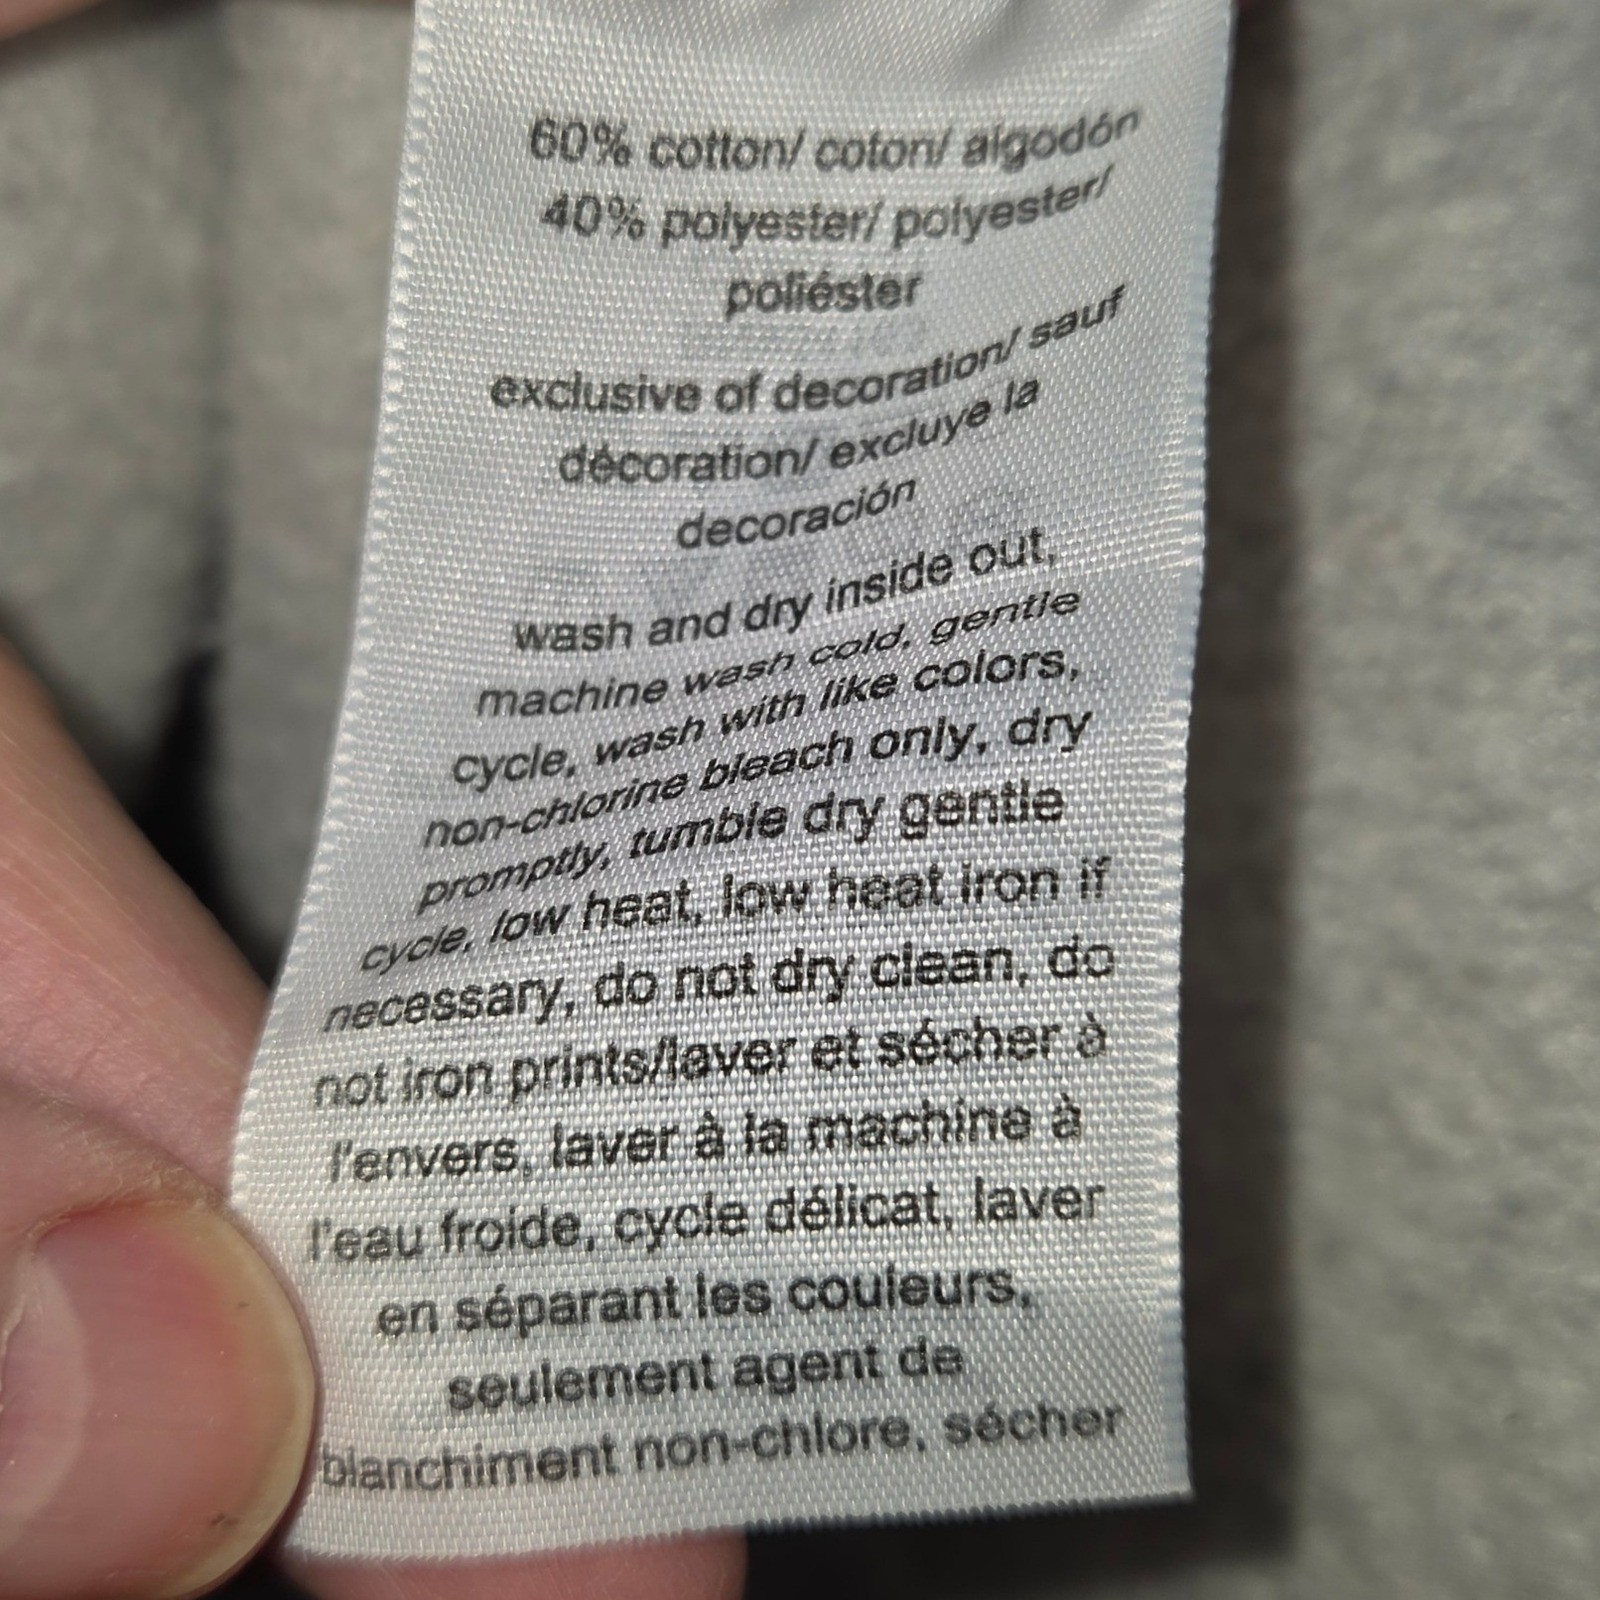 60% cotton/ coton/ algodón
40% polyester/ polyester/
poliéster
exclusive of decoration/ sauf
décoration/ excluye la
decoración
wash and dry inside out,
machine wash cold, gentle
cycle, wash with like colors,
non-chlorine bleach only, dry
promptly, tumble dry gentle
cycle, low heat, low heat iron if
necessary, do not dry clean, do
not iron prints/laver et sécher à
l'envers, laver à la machine à
l'eau froide, cycle délicat, laver
en séparant les couleurs,
seulement agent de
blanchiment non-chlore, sécher